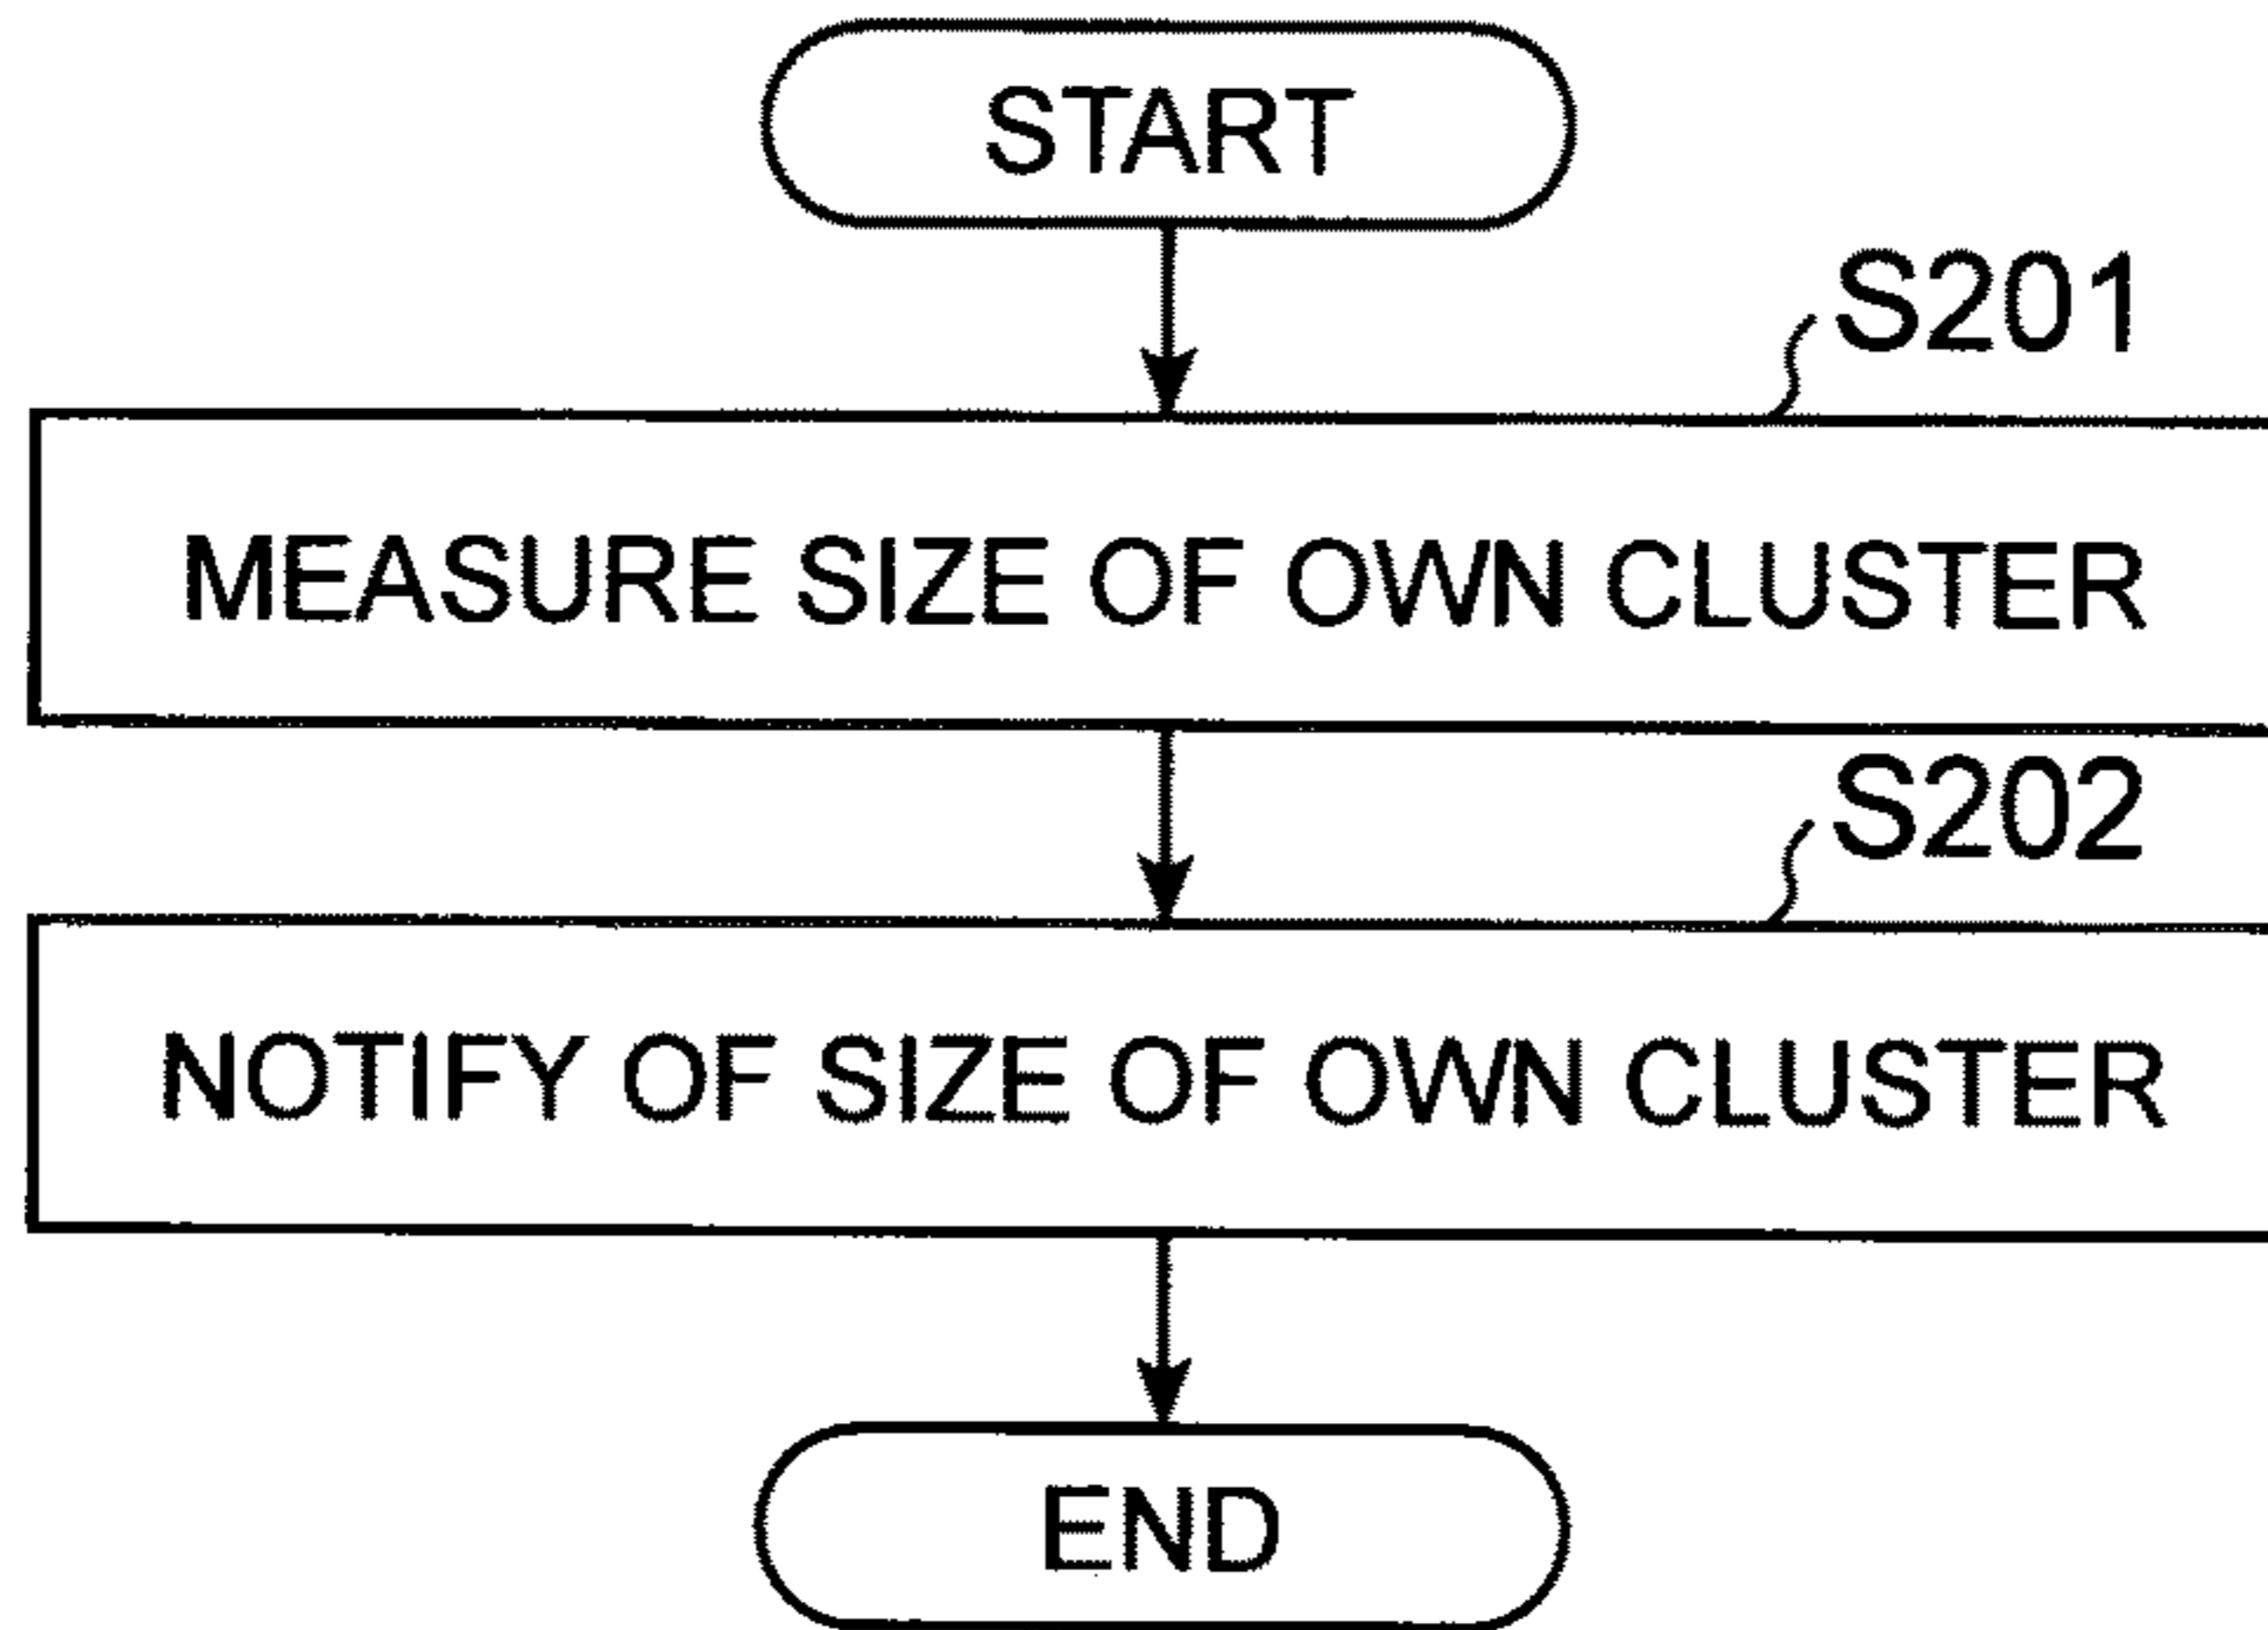 START
S201
MEASURE SIZE OF OWN CLUSTER
S202
NOTIFY OF SIZE OF OWN CLUSTER
END